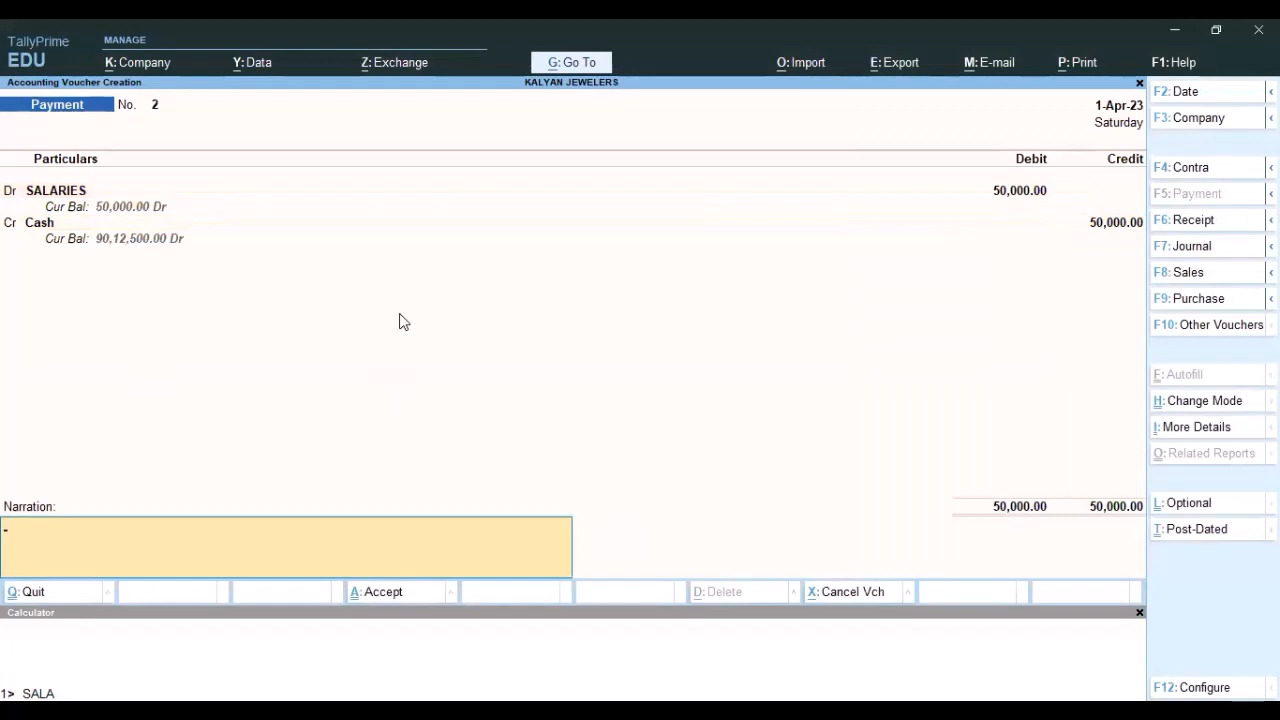 TallyPrime
EDU
MANAGE
K: Company Y: Data Z: Exchange G: Go To O: Import E: Export M: E-mail P: Print F1: Help
Accounting Voucher Creation KALYAN JEWELERS
Payment No. 2 1-Apr-23
Saturday
Particulars Debit Credit
Dr SALARIES 50,000.00
Cur Bal: 50,000.00 Dr
Cr Cash 50,000.00
Cur Bal: 90,12,500.00 Dr
Narration: 50,000.00 50,000.00
-
Q: Quit A: Accept D: Delete X: Cancel Vch
Calculator
1> SALA
F2: Date
F3: Company
F4: Contra
F5: Payment
F6: Receipt
F7: Journal
F8: Sales
F9: Purchase
F10: Other Vouchers
F: Autofill
H: Change Mode
I: More Details
O: Related Reports
L: Optional
T: Post-Dated
F12: Configure